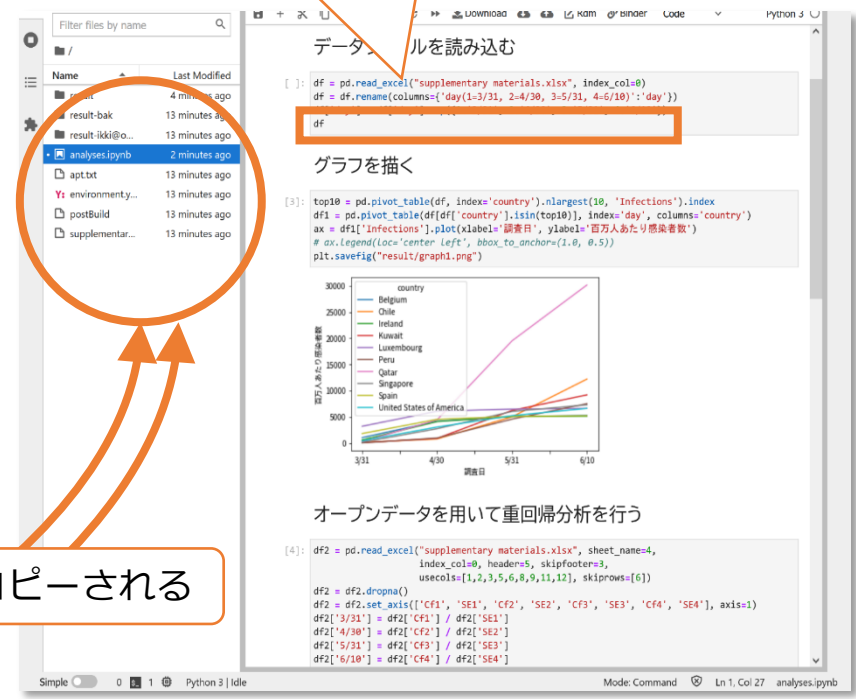 Filter files by name
/
Name
Last Modified
result
4 minutes ago
result-bak
13 minutes ago
result-ikki@o...
13 minutes ago
analyses.ipynb
2 minutes ago
apt.txt
13 minutes ago
Y: environment.y...
13 minutes ago
postBuild
13 minutes ago
supplementar...
13 minutes ago
コピーされる
Download
Rdm
Binder
Code
Python 3
データ
ルを読み込む
[ ]:
df = pd.read_excel("supplementary materials.xlsx", index_col=0)
df = df.rename(columns={'day(1=3/31, 2=4/30, 3=5/31, 4=6/10)':'day'})
df
グラフを描く
[3]:
top10 = pd.pivot_table(df, index='country').nlargest(10, 'Infections').index
df1 = pd.pivot_table(df[df['country'].isin(top10)], index='day', columns='country')
ax = df1['Infections'].plot(xlabel='調査日', ylabel='百万人あたり感染者数')
# ax.legend(loc='center left', bbox_to_anchor=(1.0, 0.5))
plt.savefig("result/graph1.png")
country
Belgium
Chile
Ireland
Kuwait
Luxembourg
Peru
Qatar
Singapore
Spain
United States of America
百万人あたり感染者数
30000
25000
20000
15000
10000
5000
0
3/31
4/30
5/31
6/10
調査日
オープンデータを用いて重回帰分析を行う
[4]:
df2 = pd.read_excel("supplementary materials.xlsx", sheet_name=4,
index_col=0, header=5, skipfooter=3,
usecols=[1,2,3,5,6,8,9,11,12], skiprows=[6])
df2 = df2.dropna()
df2 = df2.set_axis(['Cf1', 'SE1', 'Cf2', 'SE2', 'Cf3', 'SE3', 'Cf4', 'SE4'], axis=1)
df2['3/31'] = df2['Cf1'] / df2['SE1']
df2['4/30'] = df2['Cf2'] / df2['SE2']
df2['5/31'] = df2['Cf3'] / df2['SE3']
df2['6/10'] = df2['Cf4'] / df2['SE4']
Simple
0
1
Python 3 | Idle
Mode: Command
Ln 1, Col 27
analyses.ipynb